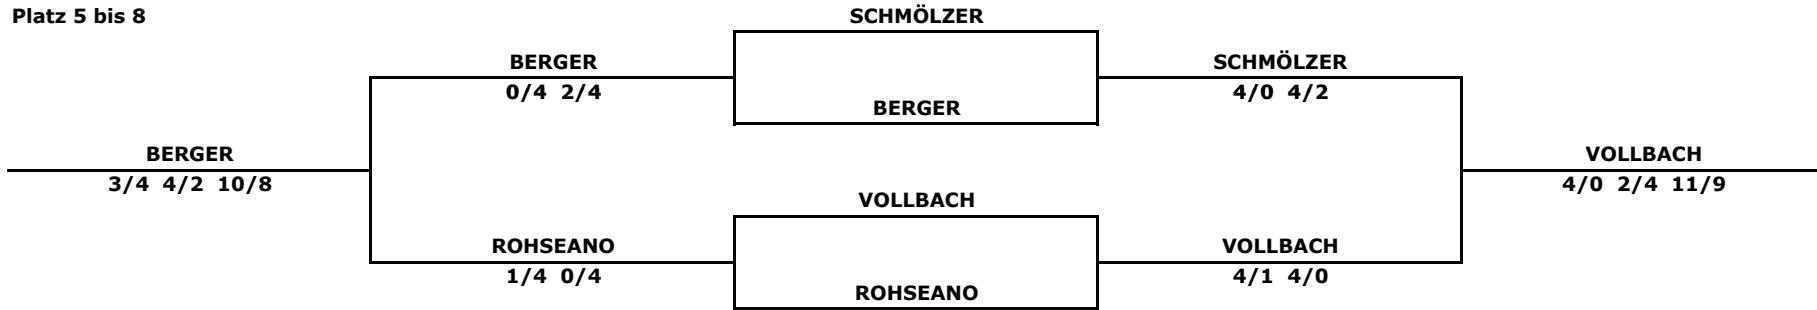 Platz 5 bis 8
SCHMÖLZER
BERGER
SCHMÖLZER
0/4 2/4
4/0 4/2
BERGER
BERGER
VOLLBACH
3/4 4/2 10/8
4/0 2/4 11/9
VOLLBACH
ROHSEANO
VOLLBACH
1/4 0/4
4/1 4/0
ROHSEANO